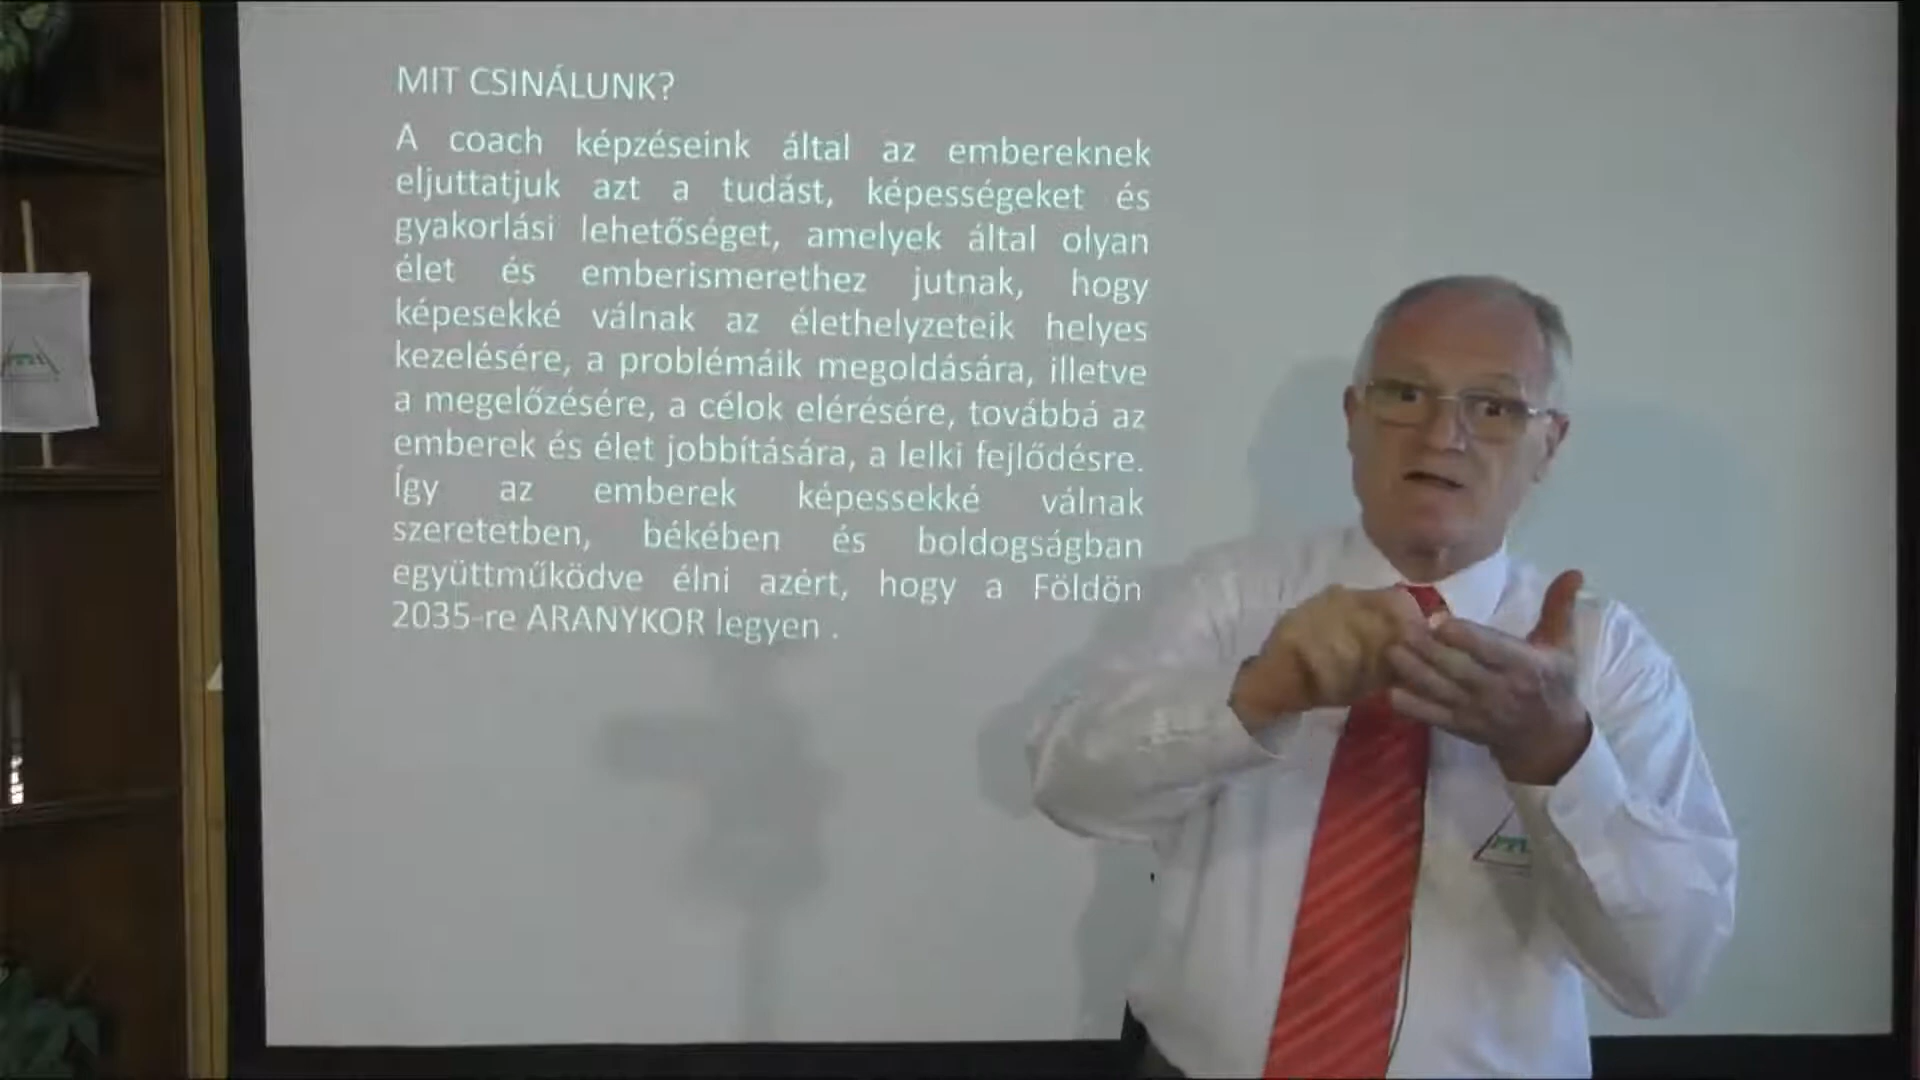 MIT CSINÁLUNK?
A coach képzéseink által az embereknek
eljuttatjuk azt a tudást, képességeket és
gyakorlási lehetőséget, amelyek által olyan
élet és emberismerethez jutnak, hogy
képesekké válnak az élethelyzeteik helyes
kezelésére, a problémáik megoldására, illetve
a megelőzésére, a célok elérésére, továbbá az
emberek és élet jobbítására, a lelki fejlődésre.
Így az emberek képessekké válnak
szeretetben, békében és boldogságban
együttműködve élni azért, hogy a Földön
2035-re ARANYKOR legyen .